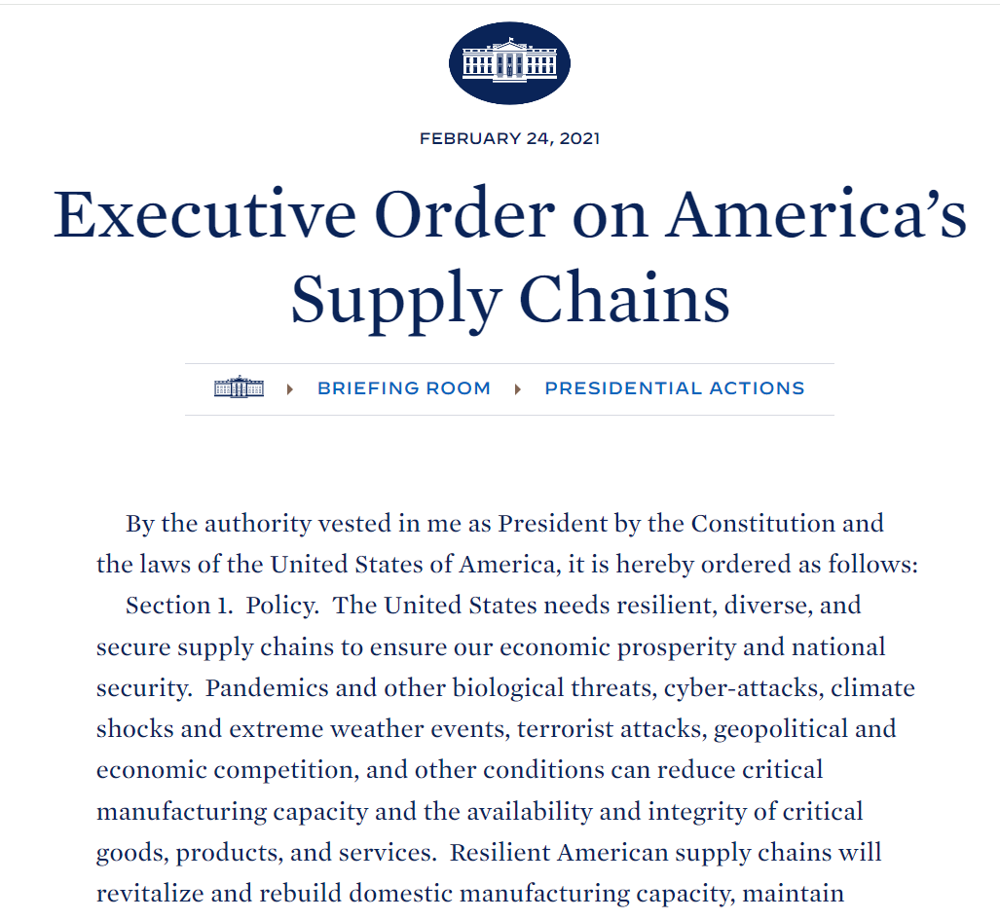 FEBRUARY 24, 2021
Executive Order on America’s
Supply Chains
BRIEFING ROOM PRESIDENTIAL ACTIONS
By the authority vested in me as President by the Constitution and
the laws of the United States of America, it is hereby ordered as follows:
Section 1.  Policy.  The United States needs resilient, diverse, and
secure supply chains to ensure our economic prosperity and national
security.  Pandemics and other biological threats, cyber-attacks, climate
shocks and extreme weather events, terrorist attacks, geopolitical and
economic competition, and other conditions can reduce critical
manufacturing capacity and the availability and integrity of critical
goods, products, and services.  Resilient American supply chains will
revitalize and rebuild domestic manufacturing capacity, maintain